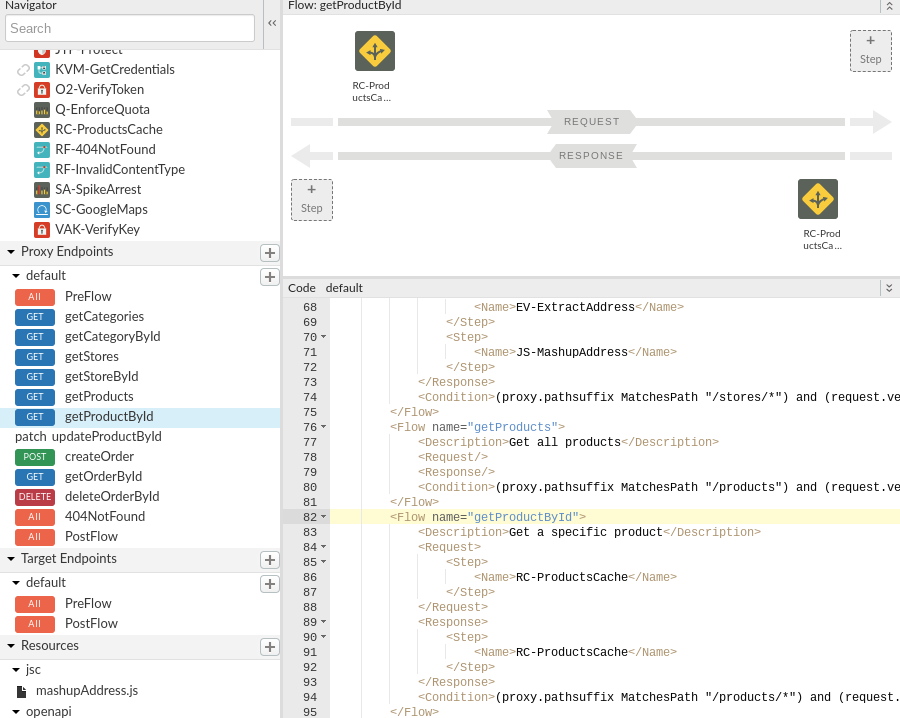 Navigator
Search
JTP-Protect
KVM-GetCredentials
O2-VerifyToken
Q-EnforceQuota
RC-ProductsCache
RF-404NotFound
RF-InvalidContentType
SA-SpikeArrest
SC-GoogleMaps
VAK-VerifyKey
Proxy Endpoints
default
All PreFlow
GET getCategories
GET getCategoryById
GET getStores
GET getStoreById
GET getProducts
GET getProductById
patch updateProductById
POST createOrder
GET getOrderById
DELETE deleteOrderById
All 404NotFound
All PostFlow
Target Endpoints
default
All PreFlow
All PostFlow
Resources
jsc
mashupAddress.js
openapi
Flow: getProductById
RC-Prod
uctsCa...
+
Step
REQUEST
RESPONSE
+
Step
RC-Prod
uctsCa...
Code default
68 <Name>EV-ExtractAddress</Name>
69 </Step>
70 <Step>
71 <Name>JS-MashupAddress</Name>
72 </Step>
73 </Response>
74 <Condition>(proxy.pathsuffix MatchesPath "/stores/*") and (request.ve
75 </Flow>
76 <Flow name="getProducts">
77 <Description>Get all products</Description>
78 <Request/>
79 <Response/>
80 <Condition>(proxy.pathsuffix MatchesPath "/products") and (request.ve
81 </Flow>
82 <Flow name="getProductById">
83 <Description>Get a specific product</Description>
84 <Request>
85 <Step>
86 <Name>RC-ProductsCache</Name>
87 </Step>
88 </Request>
89 <Response>
90 <Step>
91 <Name>RC-ProductsCache</Name>
92 </Step>
93 </Response>
94 <Condition>(proxy.pathsuffix MatchesPath "/products/*") and (request.
95 </Flow>